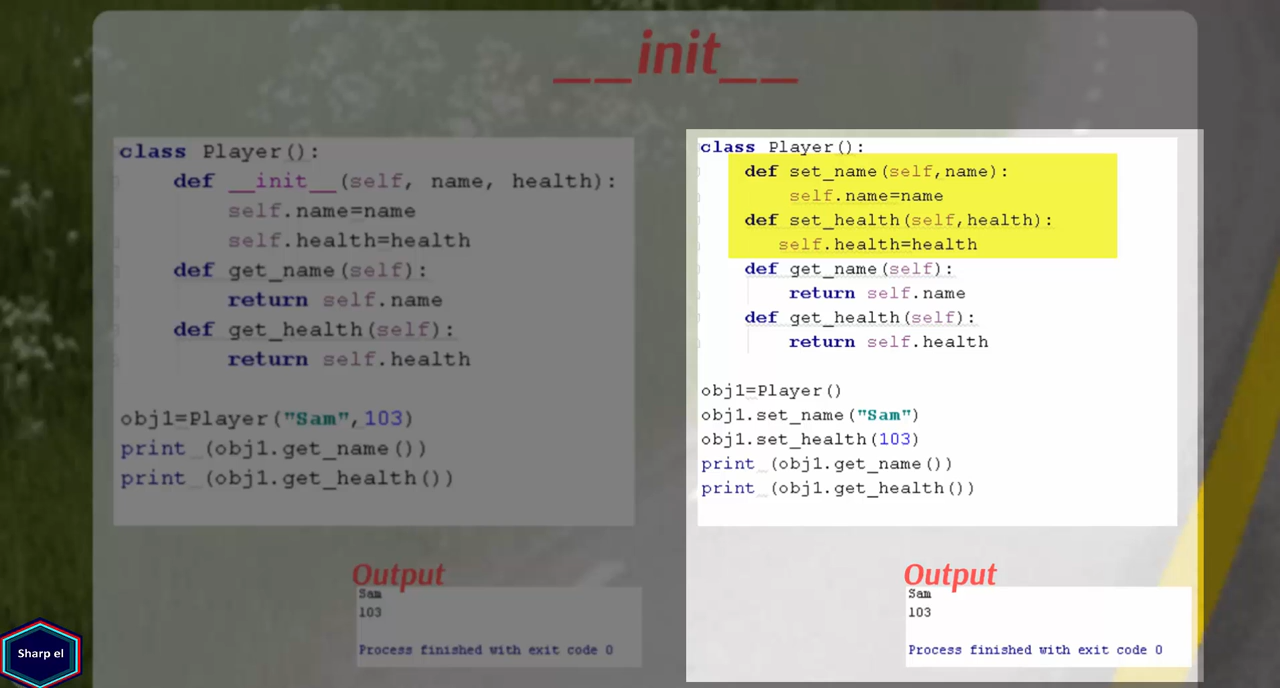 __init__
class Player():
def __init__(self, name, health):
self.name=name
self.health=health
def get_name(self):
return self.name
def get_health(self):
return self.health
obj1=Player("Sam",103)
print (obj1.get_name())
print (obj1.get_health())
Output
Sam
103
Process finished with exit code 0
class Player():
def set_name(self,name):
self.name=name
def set_health(self,health):
self.health=health
def get_name(self):
return self.name
def get_health(self):
return self.health
obj1=Player()
obj1.set_name("Sam")
obj1.set_health(103)
print (obj1.get_name())
print (obj1.get_health())
Output
Sam
103
Process finished with exit code 0
Sharp el